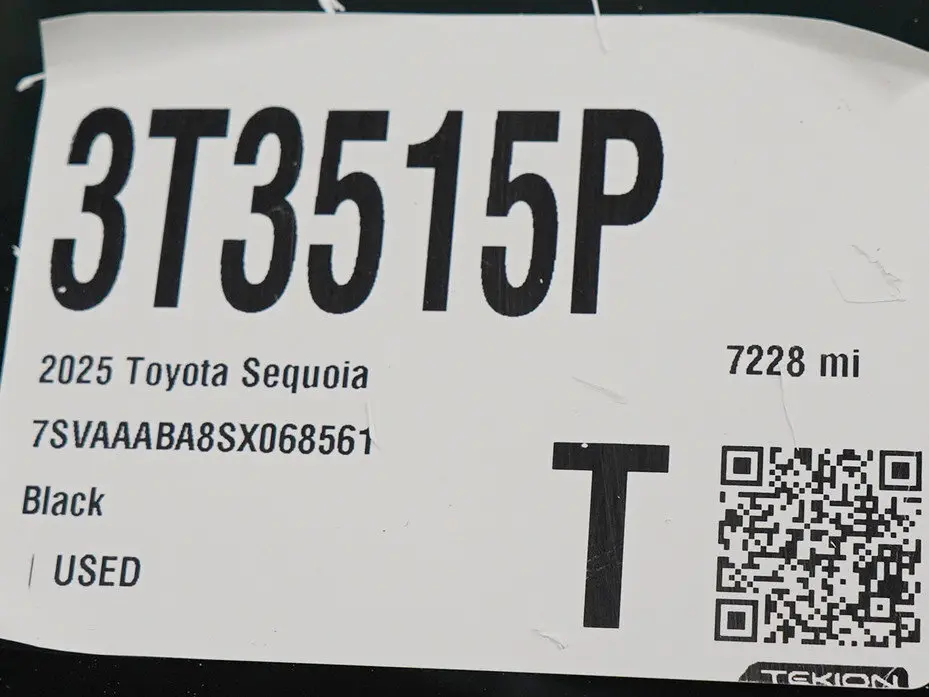 3T3515P
2025 Toyota Sequoia
7228 mi
7SVAAABA8SX068561
Black
T
USED
TEKION